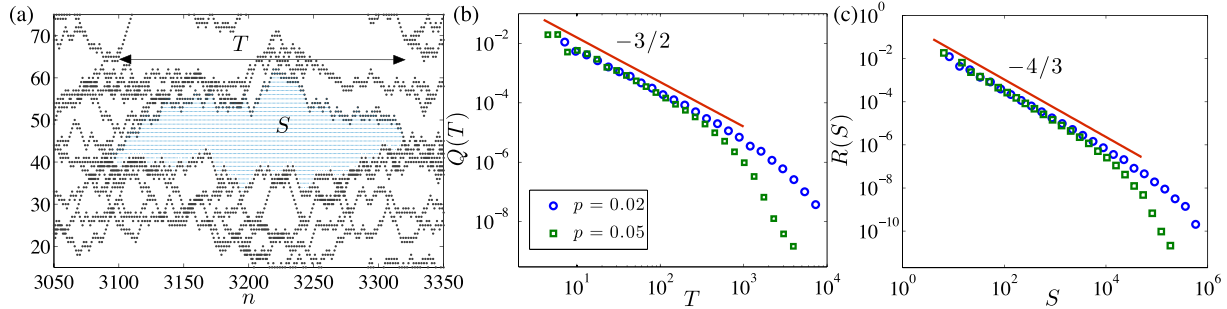 (a)
70
60
50
40
30
20
3050
3100
3150
3200
3250
3300
3350
n
T
S
(b)
10^{-2}
10^{-4}
10^{-6}
10^{-8}
10^1
10^2
10^3
10^4
T
Q(T)
−3/2
p = 0.02
p = 0.05
(c)
10^0
10^{-2}
10^{-4}
10^{-6}
10^{-8}
10^{-10}
10^0
10^2
10^4
10^6
S
R(S)
−4/3